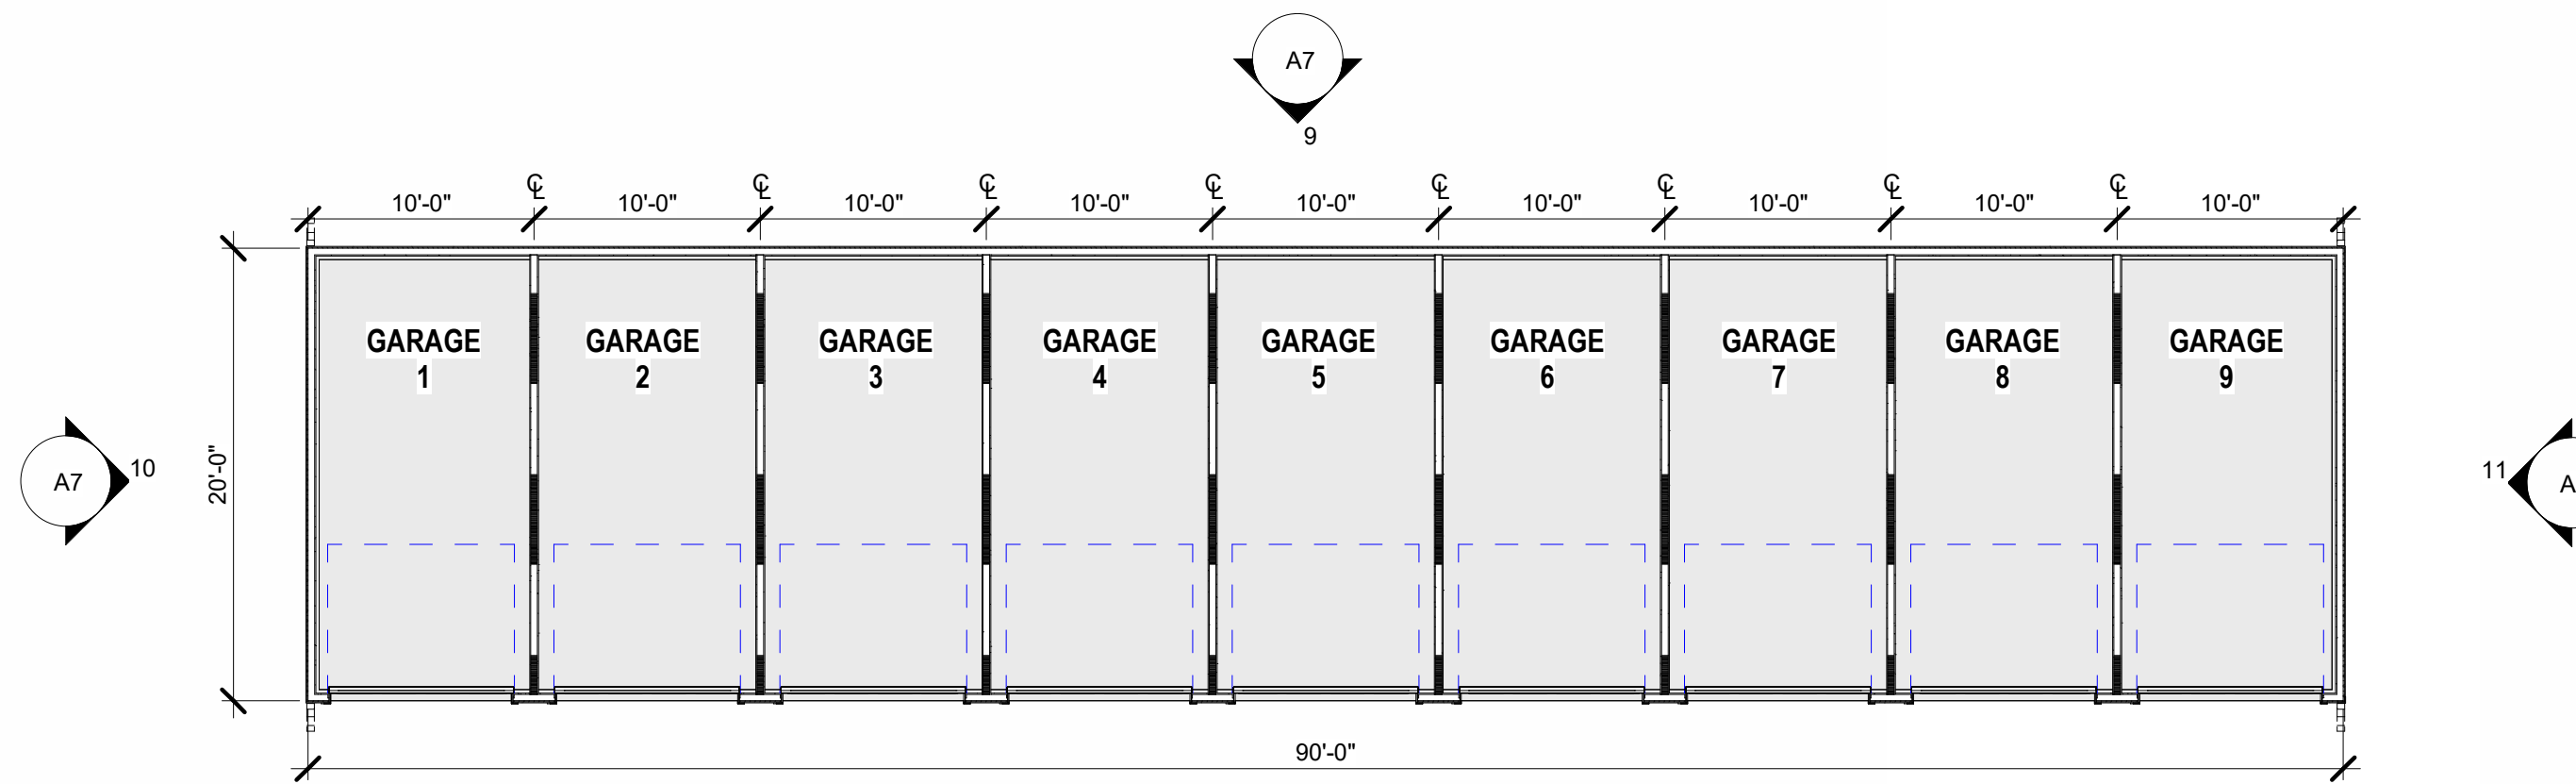 A7
9
℄ ℄ ℄ ℄ ℄ ℄ ℄ ℄
10'-0" 10'-0" 10'-0" 10'-0" 10'-0" 10'-0" 10'-0" 10'-0" 10'-0"
GARAGE
1
GARAGE
2
GARAGE
3
GARAGE
4
GARAGE
5
GARAGE
6
GARAGE
7
GARAGE
8
GARAGE
9
A7
10
20'-0"
11
A
90'-0"